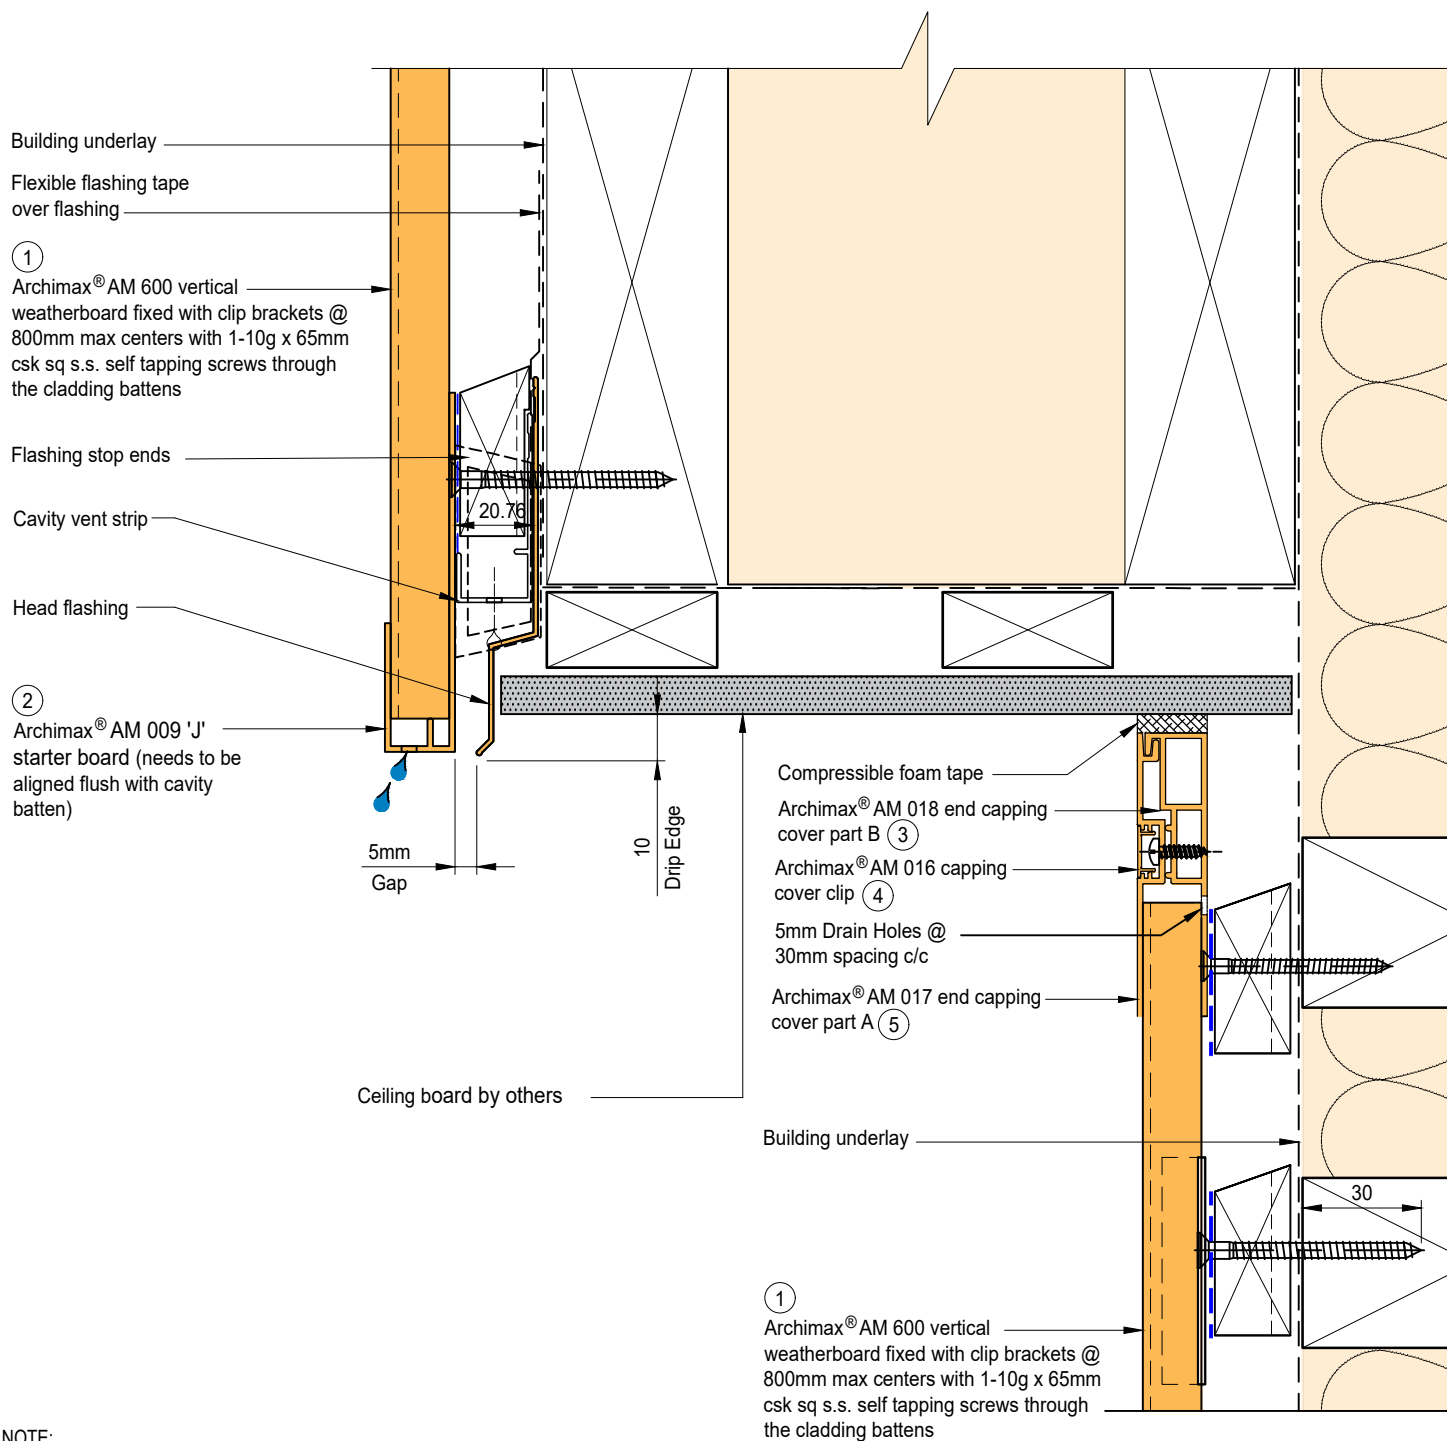 Building underlay
Flexible flashing tape
over flashing
1
Archimax® AM 600 vertical
weatherboard fixed with clip brackets @
800mm max centers with 1-10g x 65mm
csk sq s.s. self tapping screws through
the cladding battens
Flashing stop ends
20.76
Cavity vent strip
Head flashing
2
Archimax® AM 009 'J'
starter board (needs to be
aligned flush with cavity
batten)
5mm
Gap
10
Drip Edge
Compressible foam tape
Archimax® AM 018 end capping
cover part B 3
Archimax® AM 016 capping
cover clip 4
5mm Drain Holes @
30mm spacing c/c
Archimax® AM 017 end capping
cover part A 5
Ceiling board by others
Building underlay
30
1
Archimax® AM 600 vertical
weatherboard fixed with clip brackets @
800mm max centers with 1-10g x 65mm
csk sq s.s. self tapping screws through
the cladding battens
NOTE: